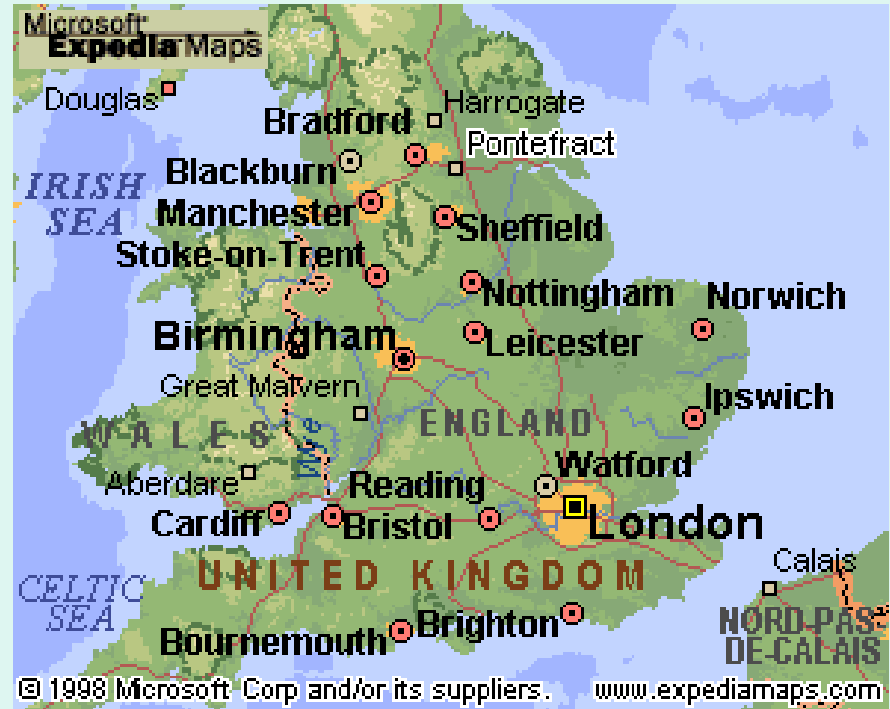 Microsoft
Expedia Maps
Douglas
Harrogate
Bradford
Pontefract
Blackburn
IRISH
SEA
Manchester
Sheffield
Stoke-on-Trent
Nottingham
Norwich
Birmingham
Leicester
Great Malvern
Ipswich
WALES
ENGLAND
Wye
Watford
Aberdare
Reading
Cardiff
Bristol
London
Calais
UNITED KINGDOM
CELTIC
SEA
NORD-PAS-
DE-CALAIS
Brighton
Bournemouth
© 1998 Microsoft Corp and/or its suppliers. www.expediamaps.com